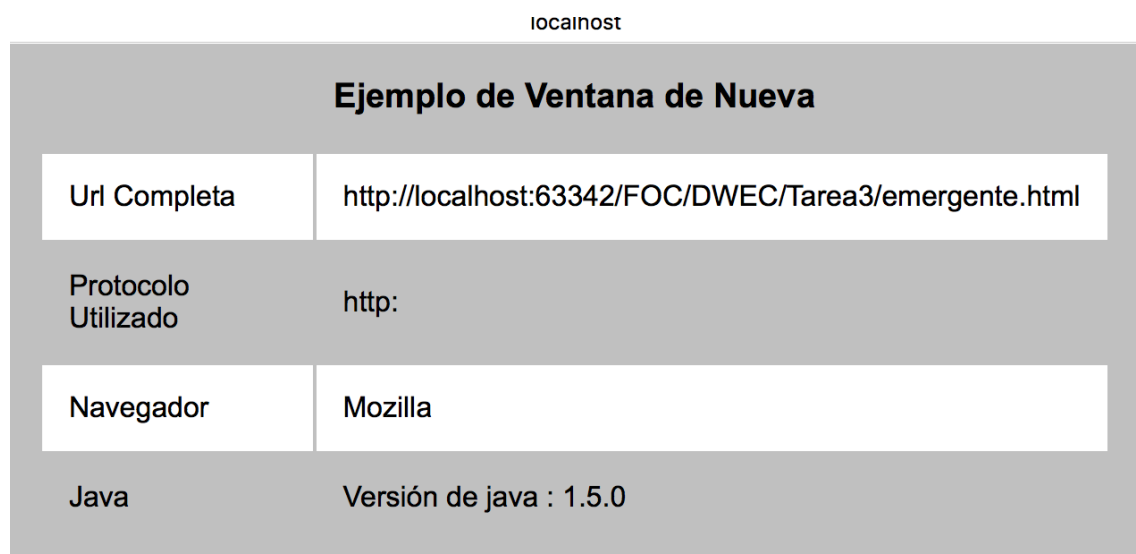 localhost
Ejemplo de Ventana de Nueva
Url Completa http://localhost:63342/FOC/DWEC/Tarea3/emergente.html
Protocolo
Utilizado http:
Navegador Mozilla
Java Versión de java : 1.5.0